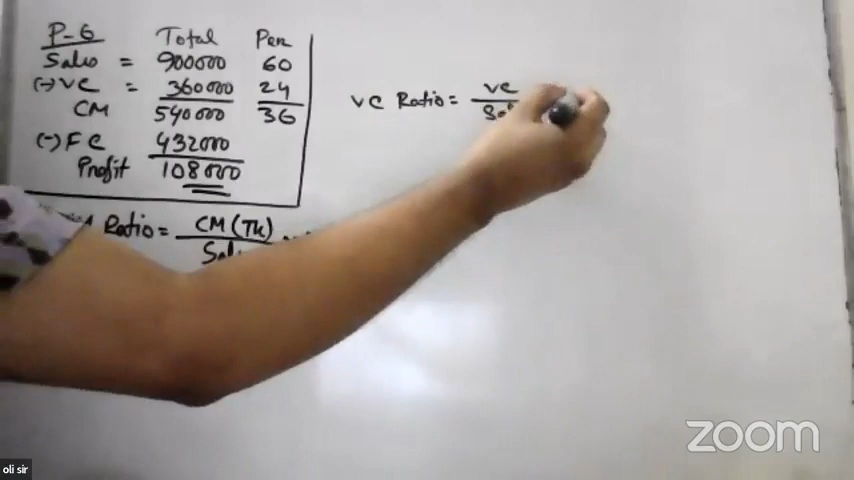 P-6 Total Per
Sales = 900000 60
(-) VC = 360000 24
CM 540000 36
(-) FC 432000
Profit 108000
VC Ratio = VC
Ratio = CM (Tk)
zoom
oli sir